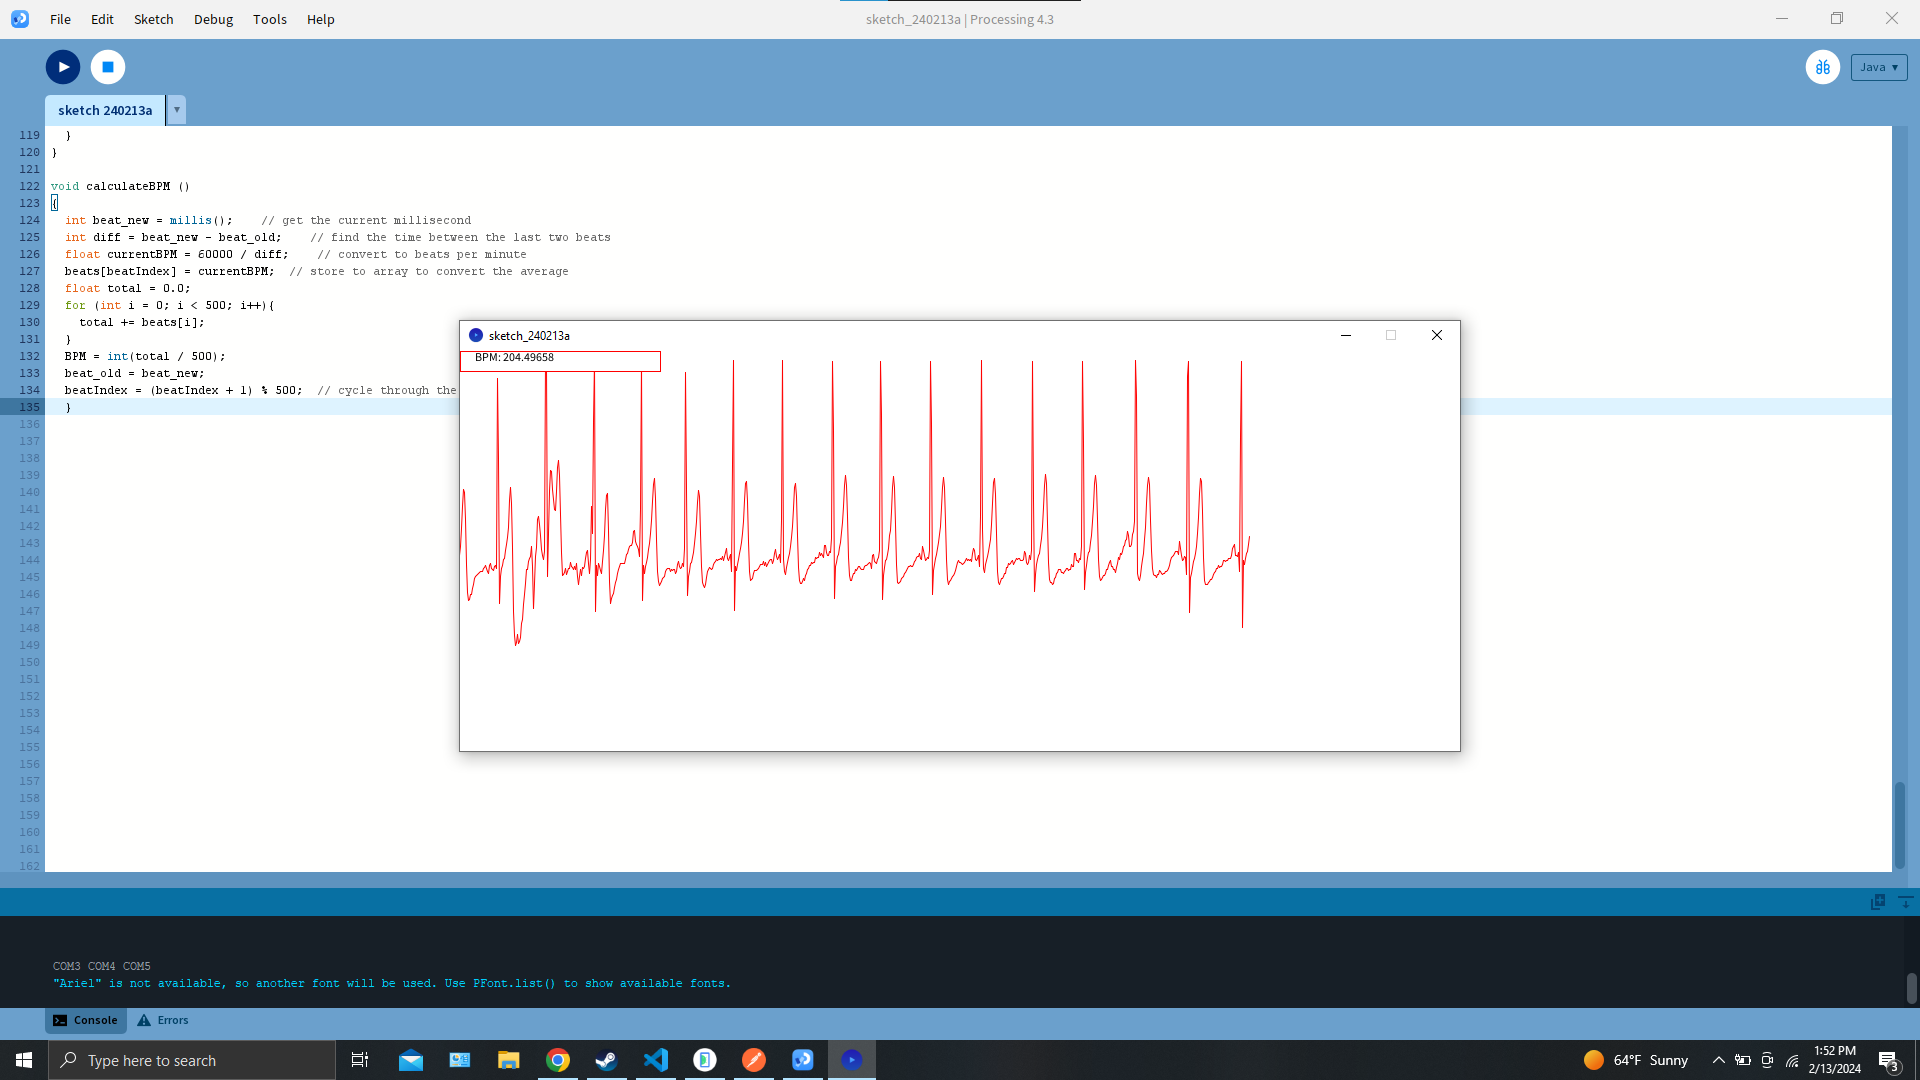 File Edit Sketch Debug Tools Help
sketch_240213a | Processing 4.3
Java ▾
sketch 240213a ▾
119   }
120 }
121
122 void calculateBPM ()
123 {
124   int beat_new = millis();    // get the current millisecond
125   int diff = beat_new - beat_old;    // find the time between the last two beats
126   float currentBPM = 60000 / diff;    // convert to beats per minute
127   beats[beatIndex] = currentBPM;  // store to array to convert the average
128   float total = 0.0;
129   for (int i = 0; i < 500; i++){
130     total += beats[i];
131   }
132   BPM = int(total / 500);
133   beat_old = beat_new;
134   beatIndex = (beatIndex + 1) % 500;  // cycle through the
135   }
136
137
138
139
140
141
142
143
144
145
146
147
148
149
150
151
152
153
154
155
156
157
158
159
160
161
162
sketch_240213a
BPM: 204.49658
COM3 COM4 COM5
"Ariel" is not available, so another font will be used. Use PFont.list() to show available fonts.
Console Errors
Type here to search
64°F Sunny
1:52 PM
2/13/2024
3